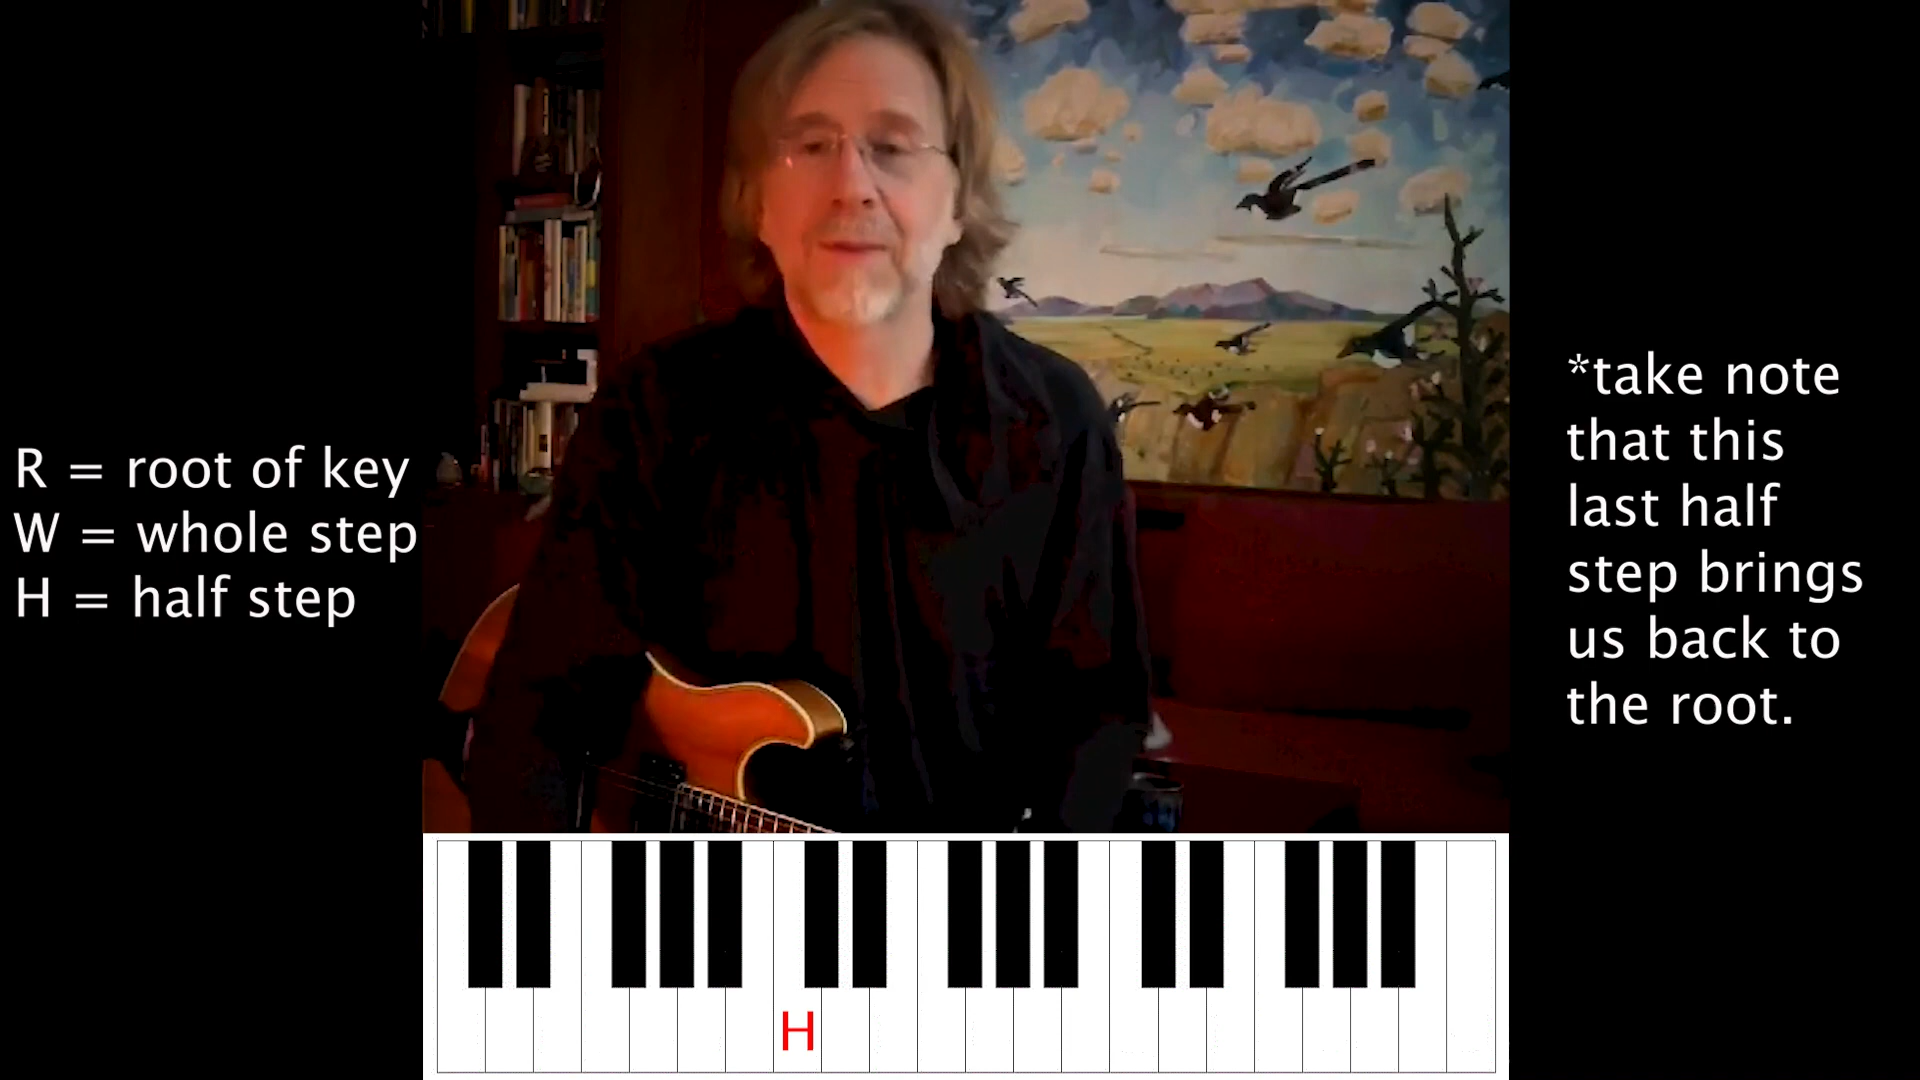 R = root of key
W = whole step
H = half step
*take note
that this
last half
step brings
us back to
the root.
H